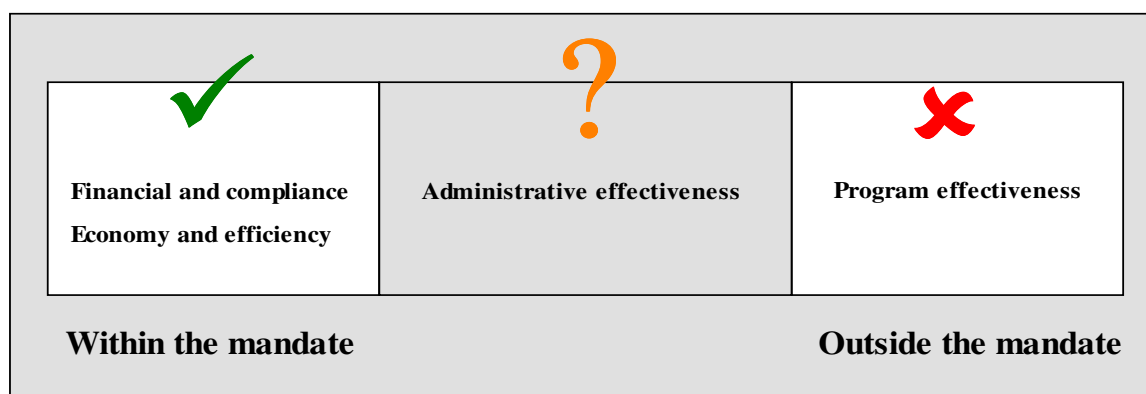 ?
Financial and compliance
Economy and efficiency
Administrative effectiveness
Program effectiveness
Within the mandate
Outside the mandate